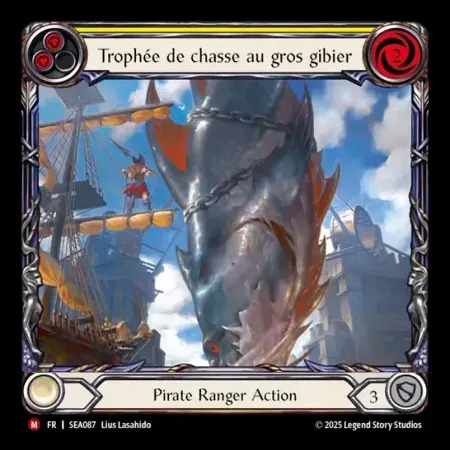 Trophée de chasse au gros gibier
2
Pirate Ranger Action
3
M FR | SEA087 Lius Lasahido
© 2025 Legend Story Studios